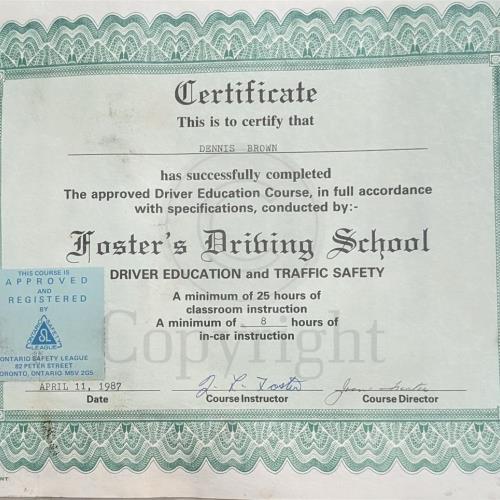 Certificate
This is to certify that
DENNIS BROWN
has successfully completed
The approved Driver Education Course, in full accordance
with specifications, conducted by:-
Foster's Driving School
DRIVER EDUCATION and TRAFFIC SAFETY
A minimum of 25 hours of
classroom instruction
A minimum of 8 hours of
in-car instruction
THIS COURSE IS
APPROVED
AND
REGISTERED
BY
LEAGUE
ONTARIO SAFETY LEAGUE
82 PETER STREET
TORONTO, ONTARIO M5V 2G5
APRIL 11, 1987
Date
Foster
Course Instructor
Course Director
Copyright